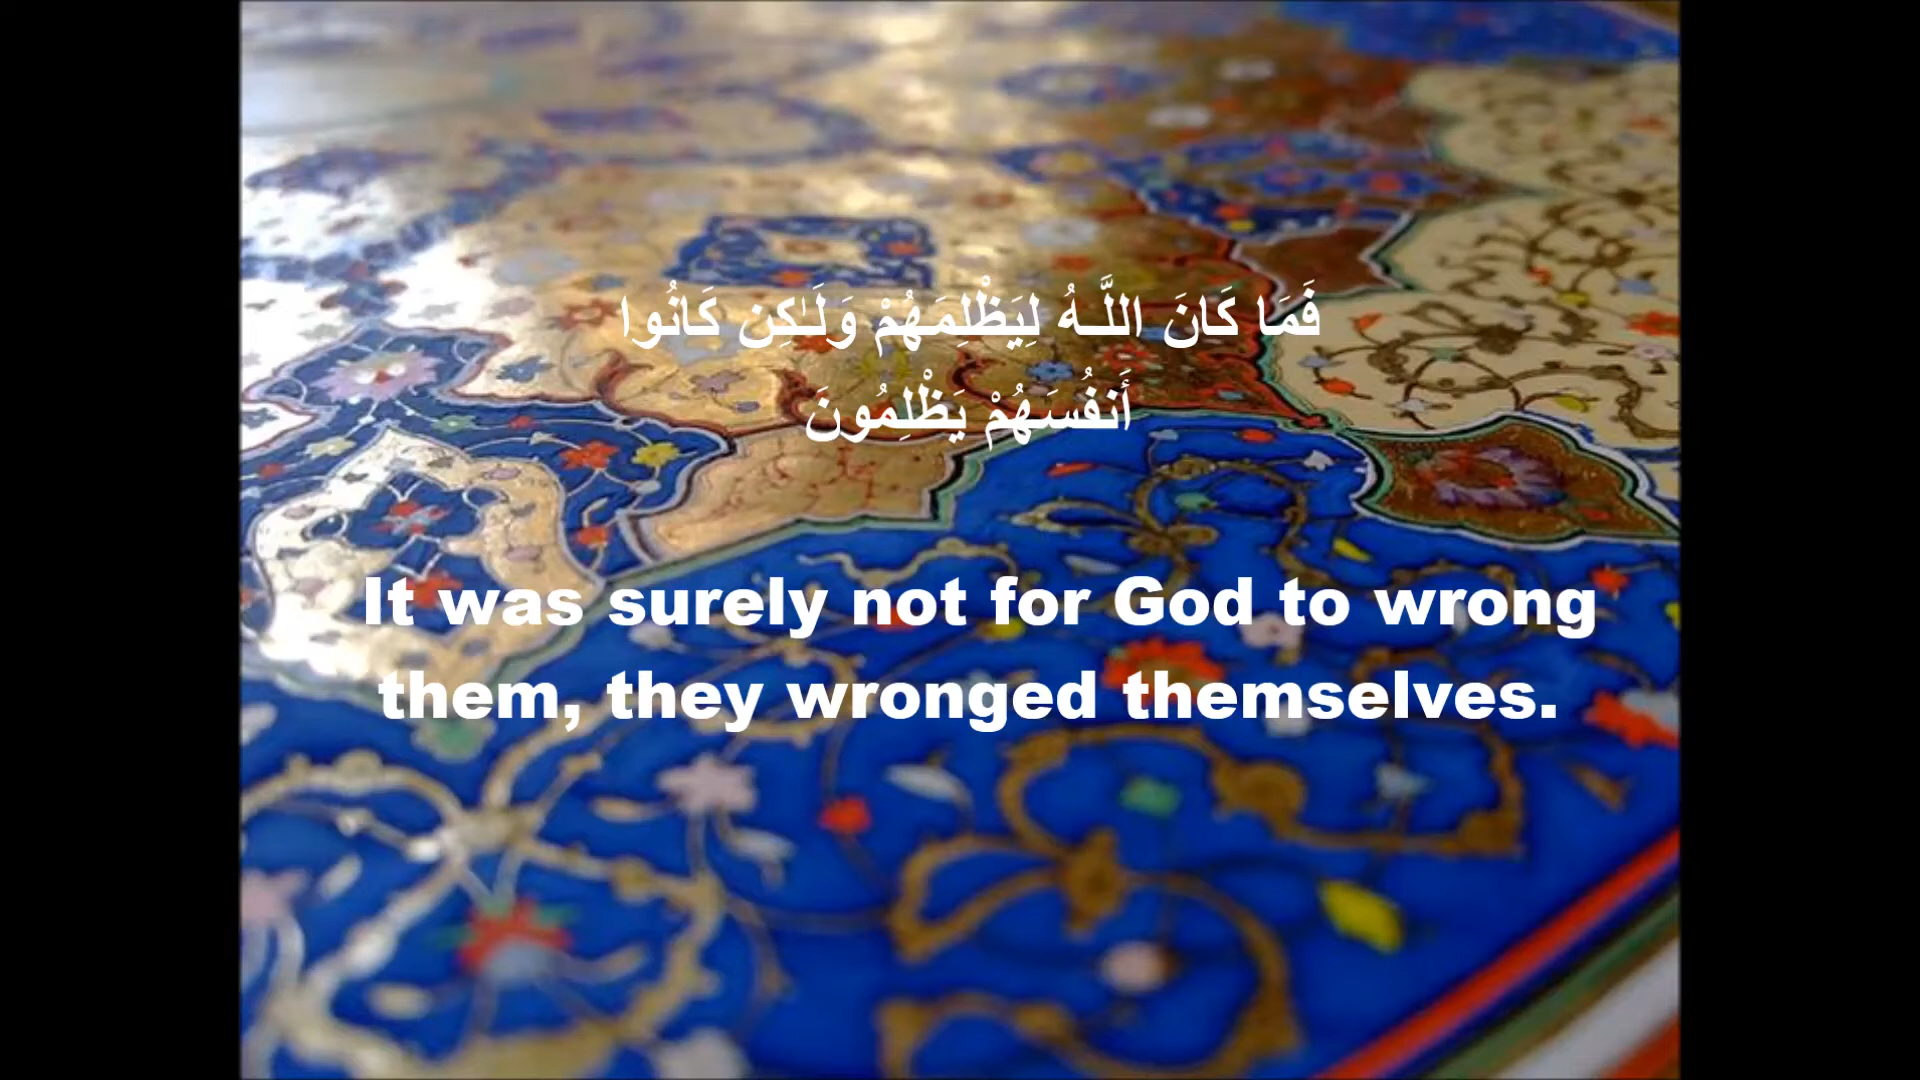 فَمَا كَانَ اللَّـهُ لِيَظْلِمَهُمْ وَلَـٰكِن كَانُوا
أَنفُسَهُمْ يَظْلِمُونَ
It was surely not for God to wrong
them, they wronged themselves.